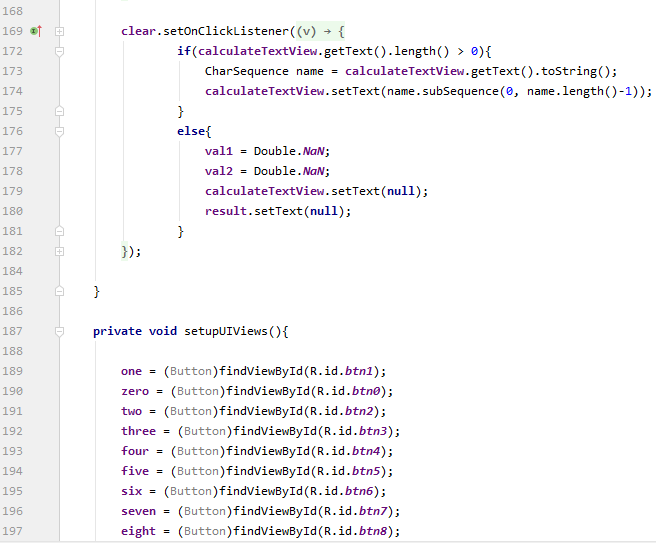 168
169 clear.setOnClickListener((v) → {
172 if(calculateTextView.getText().length() > 0){
173 CharSequence name = calculateTextView.getText().toString();
174 calculateTextView.setText(name.subSequence(0, name.length()-1));
175 }
176 else{
177 val1 = Double.NaN;
178 val2 = Double.NaN;
179 calculateTextView.setText(null);
180 result.setText(null);
181 }
182 });
184
185 }
186
187 private void setupUIViews(){
188
189 one = (Button)findViewById(R.id.btn1);
190 zero = (Button)findViewById(R.id.btn0);
191 two = (Button)findViewById(R.id.btn2);
192 three = (Button)findViewById(R.id.btn3);
193 four = (Button)findViewById(R.id.btn4);
194 five = (Button)findViewById(R.id.btn5);
195 six = (Button)findViewById(R.id.btn6);
196 seven = (Button)findViewById(R.id.btn7);
197 eight = (Button)findViewById(R.id.btn8);